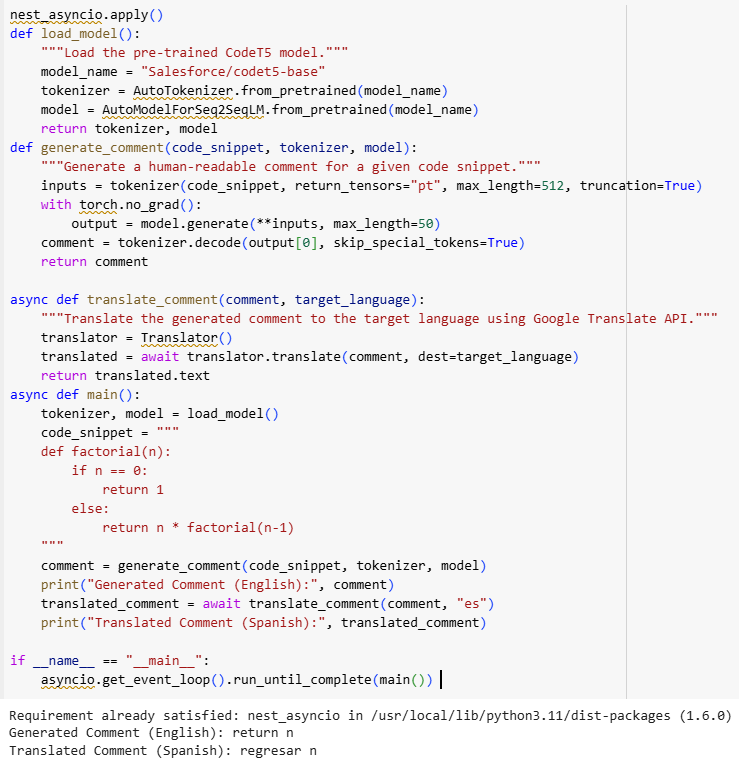 nest_asyncio.apply()
def load_model():
    """Load the pre-trained CodeT5 model."""
    model_name = "Salesforce/codet5-base"
    tokenizer = AutoTokenizer.from_pretrained(model_name)
    model = AutoModelForSeq2SeqLM.from_pretrained(model_name)
    return tokenizer, model
def generate_comment(code_snippet, tokenizer, model):
    """Generate a human-readable comment for a given code snippet."""
    inputs = tokenizer(code_snippet, return_tensors="pt", max_length=512, truncation=True)
    with torch.no_grad():
        output = model.generate(**inputs, max_length=50)
    comment = tokenizer.decode(output[0], skip_special_tokens=True)
    return comment

async def translate_comment(comment, target_language):
    """Translate the generated comment to the target language using Google Translate API."""
    translator = Translator()
    translated = await translator.translate(comment, dest=target_language)
    return translated.text
async def main():
    tokenizer, model = load_model()
    code_snippet = """
    def factorial(n):
        if n == 0:
            return 1
        else:
            return n * factorial(n-1)
    """
    comment = generate_comment(code_snippet, tokenizer, model)
    print("Generated Comment (English):", comment)
    translated_comment = await translate_comment(comment, "es")
    print("Translated Comment (Spanish):", translated_comment)

if __name__ == "__main__":
    asyncio.get_event_loop().run_until_complete(main())
Requirement already satisfied: nest_asyncio in /usr/local/lib/python3.11/dist-packages (1.6.0)
Generated Comment (English): return n
Translated Comment (Spanish): regresar n